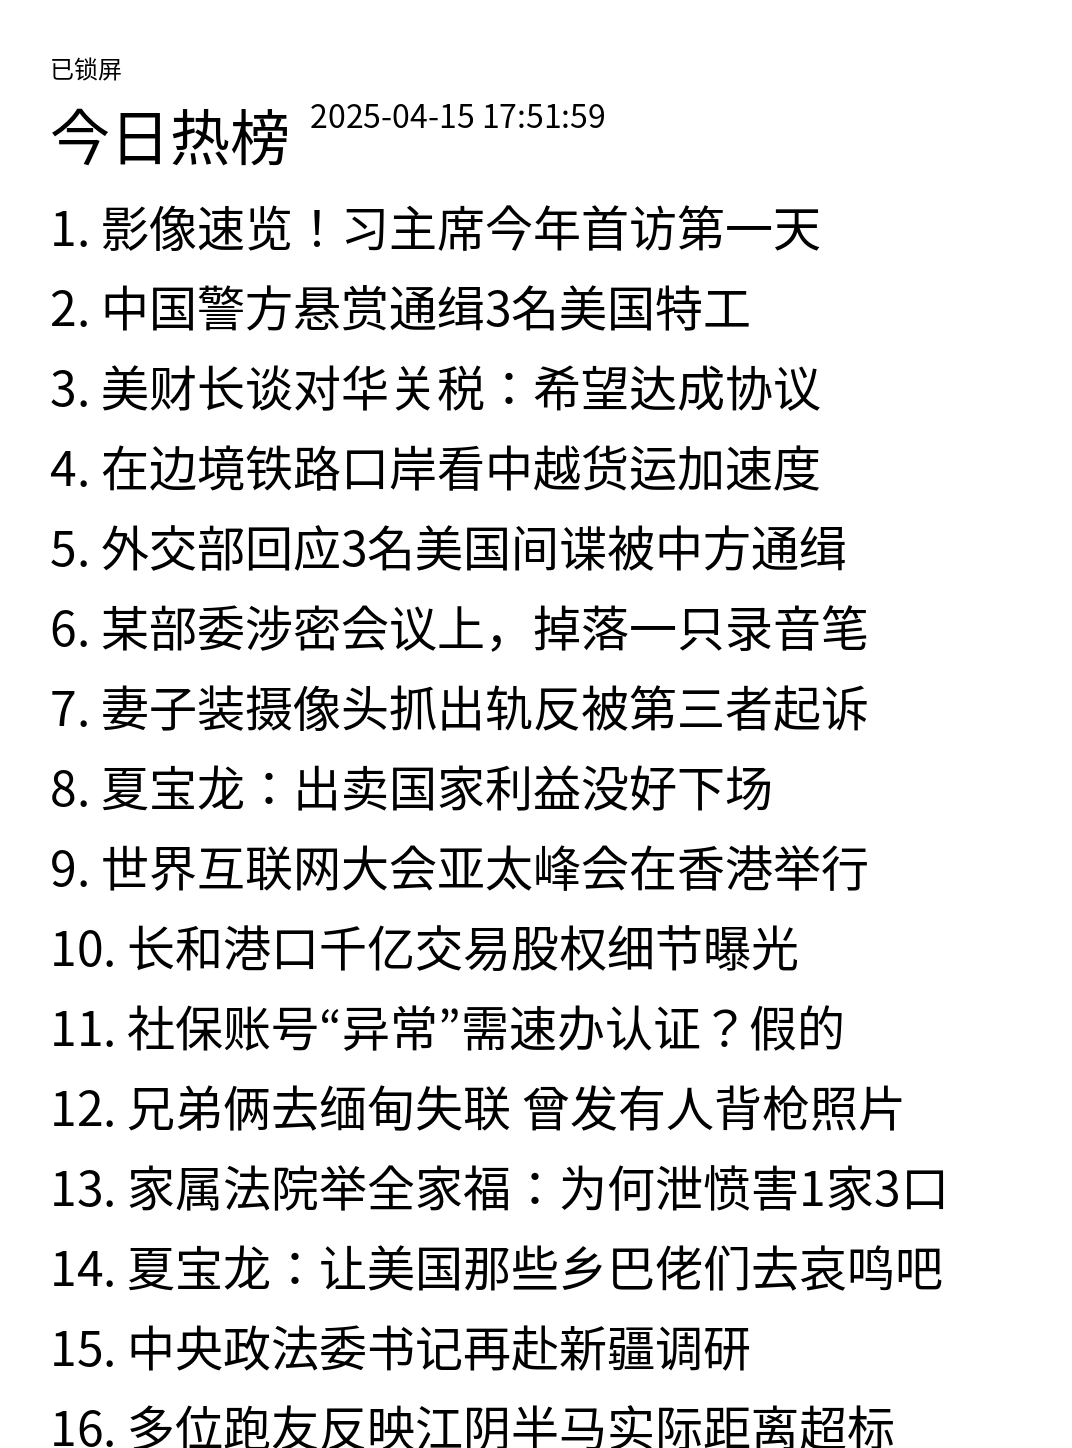 已锁屏
今日热榜 2025-04-15 17:51:59
1. 影像速览！习主席今年首访第一天
2. 中国警方悬赏通缉3名美国特工
3. 美财长谈对华关税：希望达成协议
4. 在边境铁路口岸看中越货运加速度
5. 外交部回应3名美国间谍被中方通缉
6. 某部委涉密会议上，掉落一只录音笔
7. 妻子装摄像头抓出轨反被第三者起诉
8. 夏宝龙：出卖国家利益没好下场
9. 世界互联网大会亚太峰会在香港举行
10. 长和港口千亿交易股权细节曝光
11. 社保账号“异常”需速办认证？假的
12. 兄弟俩去缅甸失联 曾发有人背枪照片
13. 家属法院举全家福：为何泄愤害1家3口
14. 夏宝龙：让美国那些乡巴佬们去哀鸣吧
15. 中央政法委书记再赴新疆调研
16. 多位跑友反映江阴半马实际距离超标